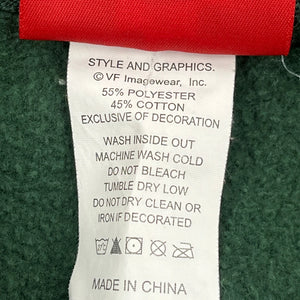 STYLE AND GRAPHICS.
© VF Imagewear, Inc.
55% POLYESTER
45% COTTON
EXCLUSIVE OF DECORATION
WASH INSIDE OUT
MACHINE WASH COLD
DO NOT BLEACH
TUMBLE DRY LOW
DO NOT DRY CLEAN OR
IRON IF DECORATED
MADE IN CHINA